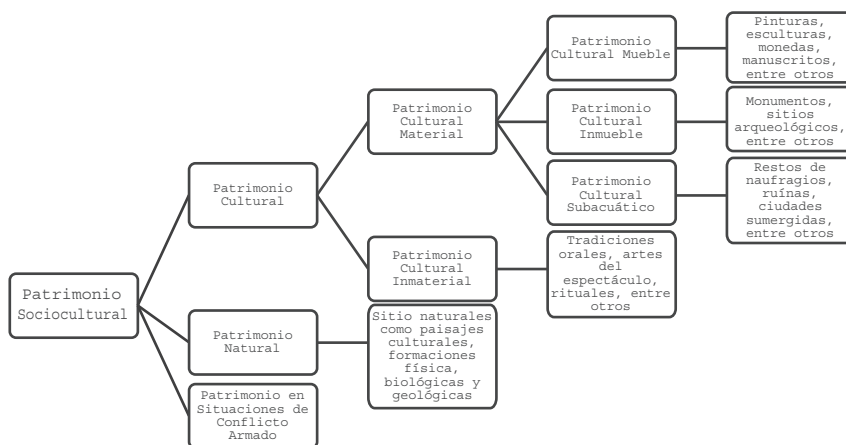 Patrimonio
Sociocultural
Patrimonio
Cultural
Patrimonio
Cultural
Material
Patrimonio
Cultural Mueble
Pinturas,
esculturas,
monedas,
manuscritos,
entre otros
Patrimonio
Cultural
Inmueble
Monumentos,
sitios
arqueológicos,
entre otros
Patrimonio
Cultural
Subacuático
Restos de
naufragios,
ruínas,
ciudades
sumergidas,
entre otros
Patrimonio
Cultural
Inmaterial
Tradiciones
orales, artes
del
espectáculo,
rituales, entre
otros
Patrimonio
Natural
Sitio naturales
como paisajes
culturales,
formaciones
física,
biológicas y
geológicas
Patrimonio en
Situaciones de
Conflicto
Armado